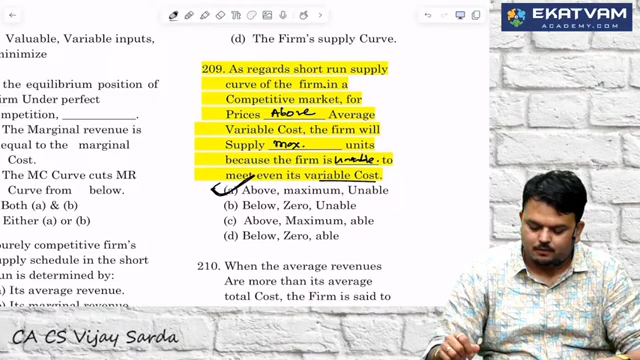 Valuable, Variable inputs,
minimize
the equilibrium position of
irm Under perfect
mpetition, ____________.
The Marginal revenue is
equal to the marginal
Cost.
The MC Curve cuts MR
Curve from below.
Both (a) & (b)
Either (a) or (b)
purely competitive firm's
upply schedule in the short
un is determined by:
) Its average revenue.
) Its marginal revenue
(d) The Firm's supply Curve.
209. As regards short run supply
curve of the firm,in a
Competitive market, for
Prices Above Average
Variable Cost, the firm will
Supply max. units
because the firm is unable to
meet even its variable Cost.
(a) Above, maximum, Unable
(b) Below, Zero, Unable
(c) Above, Maximum, able
(d) Below, Zero, able
210. When the average revenues
Are more than its average
total Cost, the Firm is said to
EKATVAM
ACADEMY.COM
CA CS Vijay Sarda